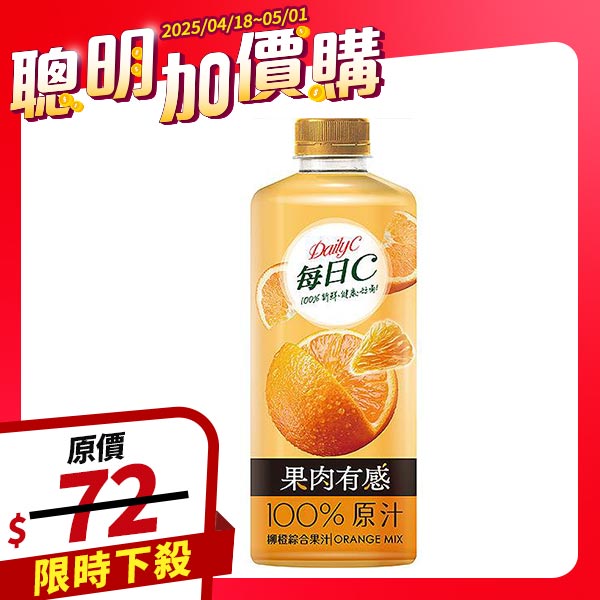 2025/04/18~05/01
聰明加價購
DailyC
每日C
100%新鮮·健康·好喝!
果肉有感
100%原汁
柳橙綜合果汁|ORANGE MIX
原價
$72
限時下殺